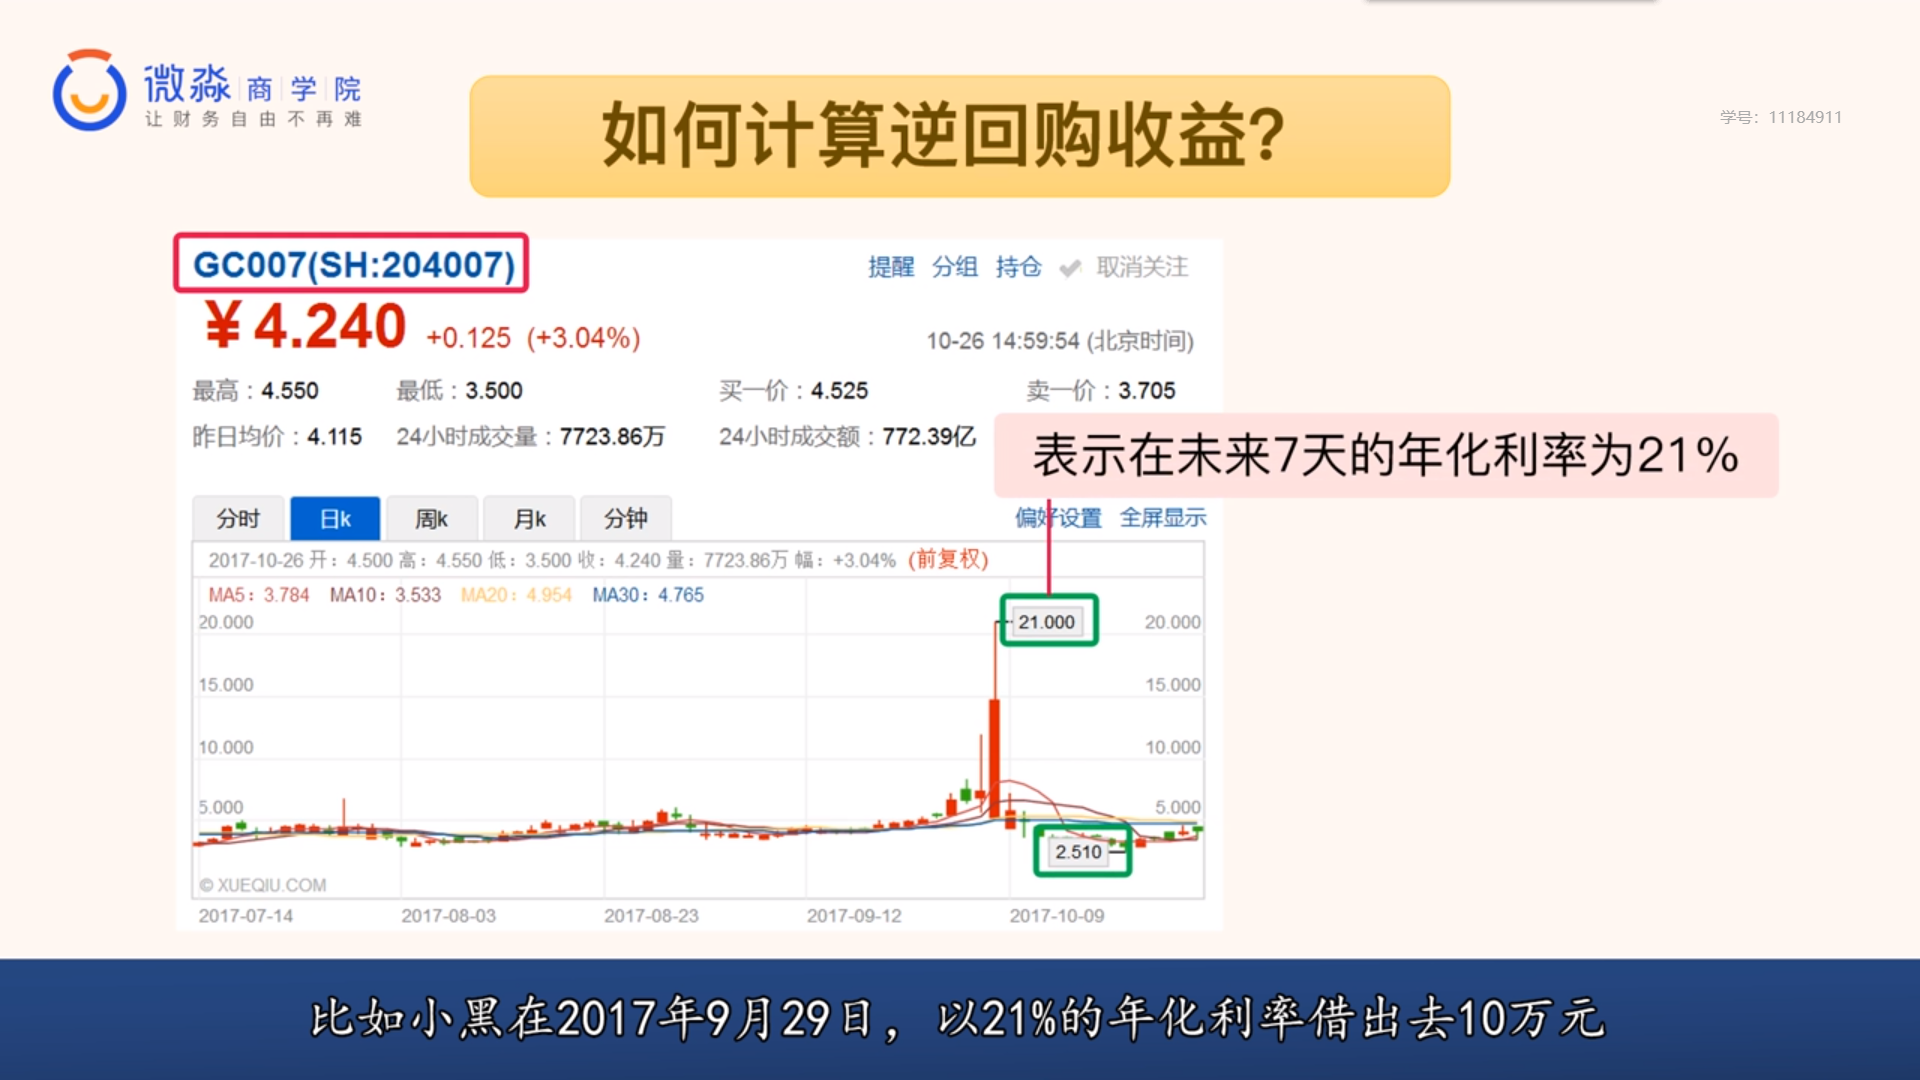 微淼 商 学 院
让财务自由不再难
如何计算逆回购收益?
学号：11184911
GC007(SH:204007)
提醒 分组 持仓 取消关注
¥4.240 +0.125 (+3.04%)
10-26 14:59:54 (北京时间)
最高：4.550 最低：3.500 买一价：4.525 卖一价：3.705
昨日均价：4.115 24小时成交量：7723.86万 24小时成交额：772.39亿
表示在未来7天的年化利率为21%
分时 日k 周k 月k 分钟 偏好设置 全屏显示
2017-10-26 开：4.500 高：4.550 低：3.500 收：4.240 量：7723.86万 幅：+3.04% (前复权)
MA5：3.784 MA10：3.533 MA20：4.954 MA30：4.765
20.000 21.000 20.000
15.000 15.000
10.000 10.000
5.000 5.000
2.510
© XUEQIU.COM
2017-07-14 2017-08-03 2017-08-23 2017-09-12 2017-10-09
比如小黑在2017年9月29日，以21%的年化利率借出去10万元